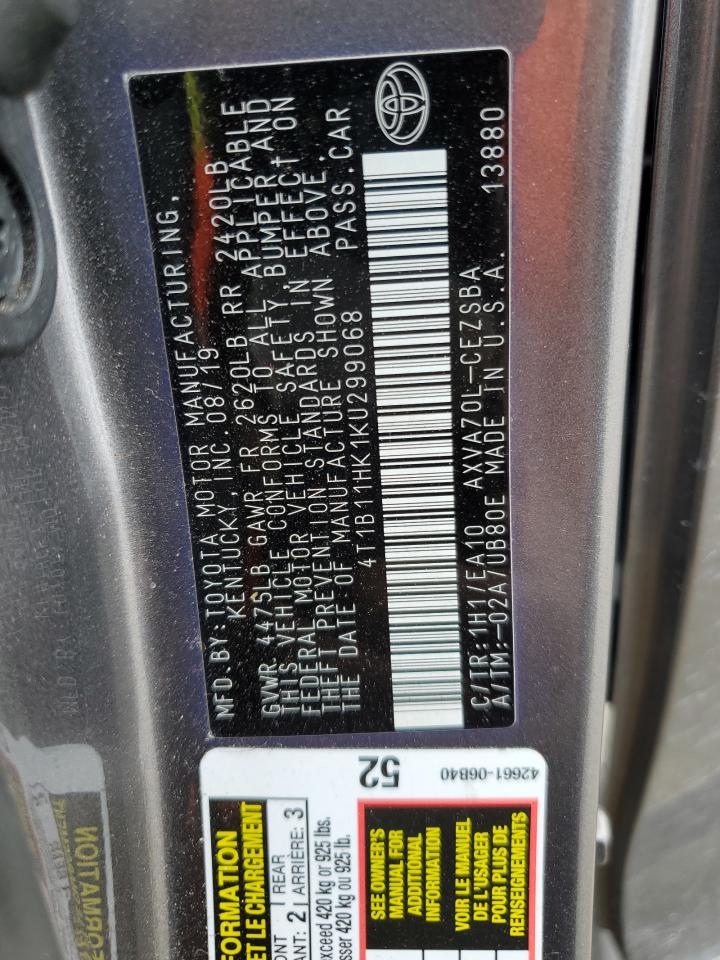 MFD.BY:TOYOTA MOTOR MANUFACTURING,
KENTUCKY, INC 08/19
GVWR 4475LB GAWR FR 2620LB RR 2420LB
THIS VEHICLE CONFORMS TO ALL APPLICABLE
FEDERAL MOTOR VEHICLE SAFETY, BUMPER, AND
THEFT PREVENTION STANDARDS IN EFFECT ON
THE DATE OF MANUFACTURE SHOWN ABOVE.
4T1B11HK1KU299068 PASS.CAR
C/TR:1H1/EA10 AXVA70L-CEZSBA
A/TM:-02A/UB80E MADE IN U.S.A. 13880
52
42661-06B40
FORMATION
ET LE CHARGEMENT
ONT 2 REAR 3
ANT: ARRIÈRE:
exceed 420 kg or 925 lbs.
sser 420 kg ou 925 lb.
SEE OWNER'S
MANUAL FOR
ADDITIONAL
INFORMATION
VOIR LE MANUEL
DE L'USAGER
POUR PLUS DE
RENSEIGNEMENTS